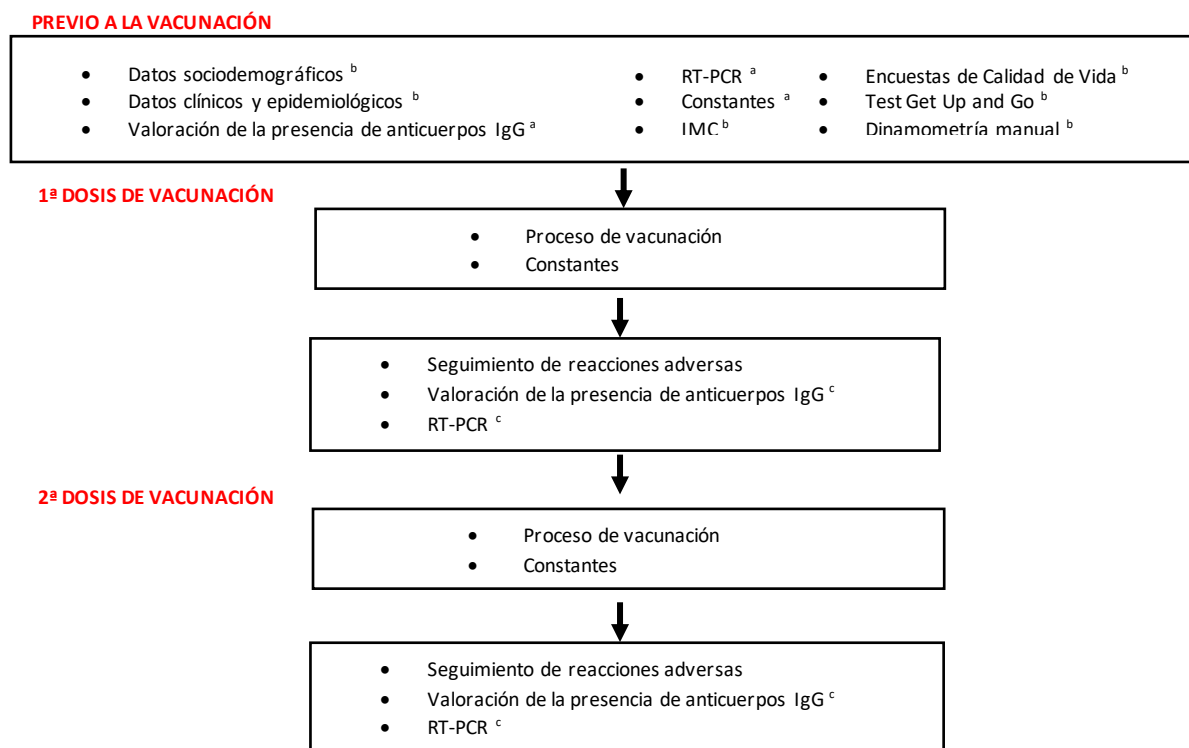 PREVIO A LA VACUNACIÓN
• Datos sociodemográficos ᵇ
• Datos clínicos y epidemiológicos ᵇ
• Valoración de la presencia de anticuerpos IgG ᵃ
• RT-PCR ᵃ
• Constantes ᵃ
• IMC ᵇ
• Encuestas de Calidad de Vida ᵇ
• Test Get Up and Go ᵇ
• Dinamometría manual ᵇ
1ª DOSIS DE VACUNACIÓN
• Proceso de vacunación
• Constantes
• Seguimiento de reacciones adversas
• Valoración de la presencia de anticuerpos IgG ᶜ
• RT-PCR ᶜ
2ª DOSIS DE VACUNACIÓN
• Proceso de vacunación
• Constantes
• Seguimiento de reacciones adversas
• Valoración de la presencia de anticuerpos IgG ᶜ
• RT-PCR ᶜ